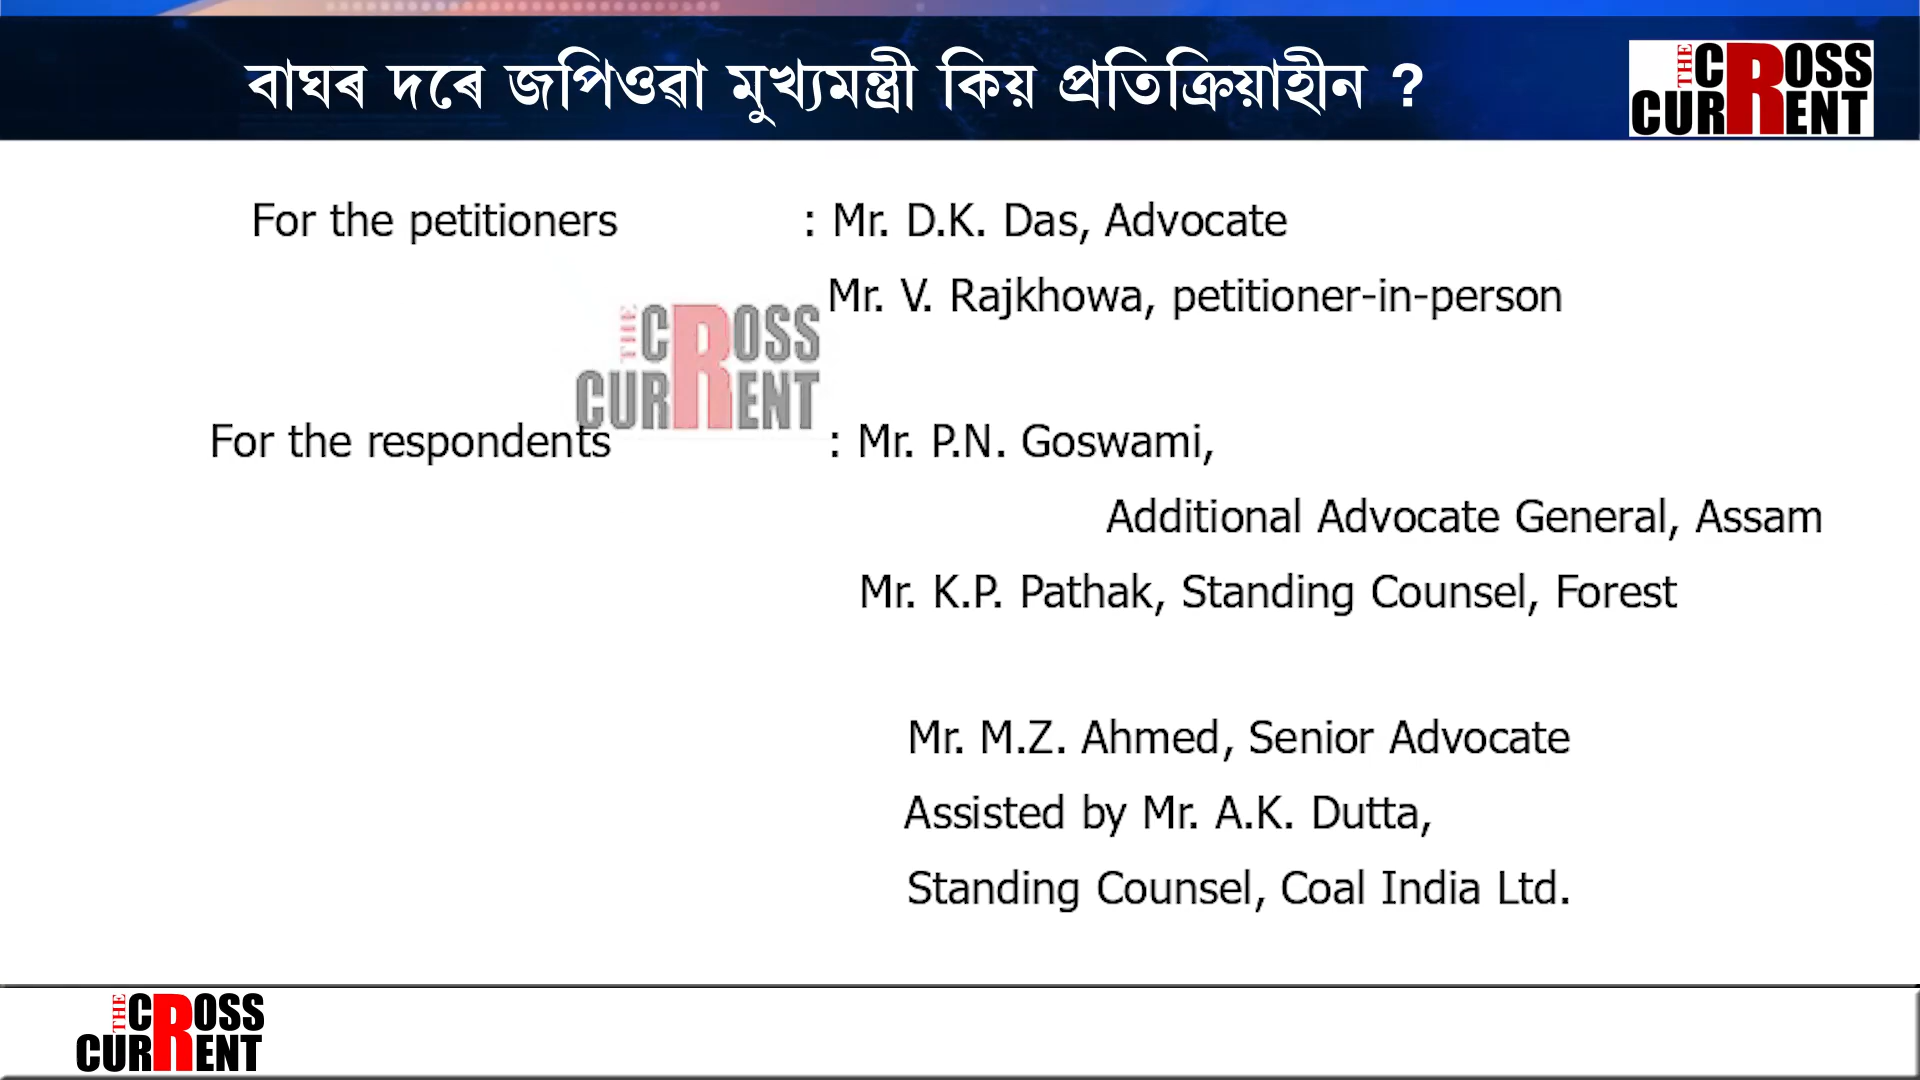 বাঘৰ দৰে জপিওৱা মুখ্যমন্ত্ৰী কিয় প্ৰতিক্ৰিয়াহীন ?
THE CROSS
CURRENT
For the petitioners : Mr. D.K. Das, Advocate
Mr. V. Rajkhowa, petitioner-in-person
THE CROSS
CURRENT
For the respondents : Mr. P.N. Goswami,
Additional Advocate General, Assam
Mr. K.P. Pathak, Standing Counsel, Forest
Mr. M.Z. Ahmed, Senior Advocate
Assisted by Mr. A.K. Dutta,
Standing Counsel, Coal India Ltd.
THE CROSS
CURRENT